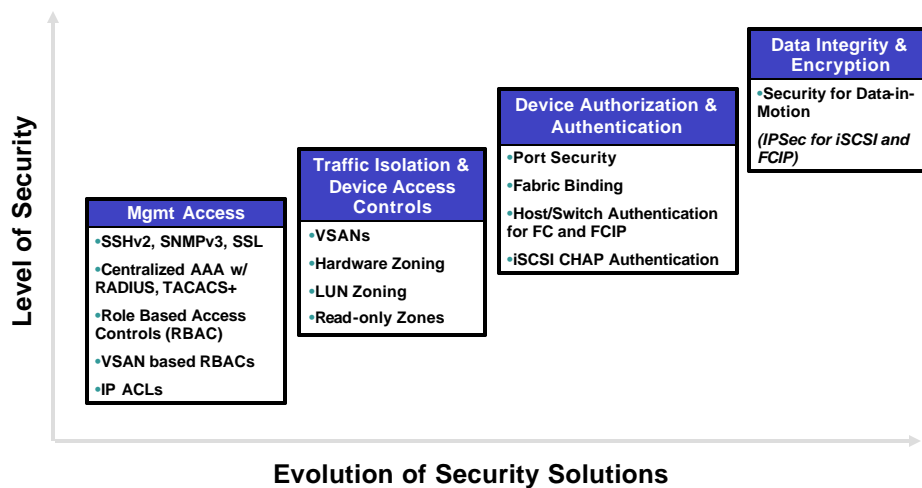 Level of Security
Mgmt Access
•SSHv2, SNMPv3, SSL
•Centralized AAA w/
RADIUS, TACACS+
•Role Based Access
Controls (RBAC)
•VSAN based RBACs
•IP ACLs
Traffic Isolation &
Device Access
Controls
•VSANs
•Hardware Zoning
•LUN Zoning
•Read-only Zones
Device Authorization &
Authentication
•Port Security
•Fabric Binding
•Host/Switch Authentication
for FC and FCIP
•iSCSI CHAP Authentication
Data Integrity &
Encryption
•Security for Data-in-
Motion
(IPSec for iSCSI and
FCIP)
Evolution of Security Solutions